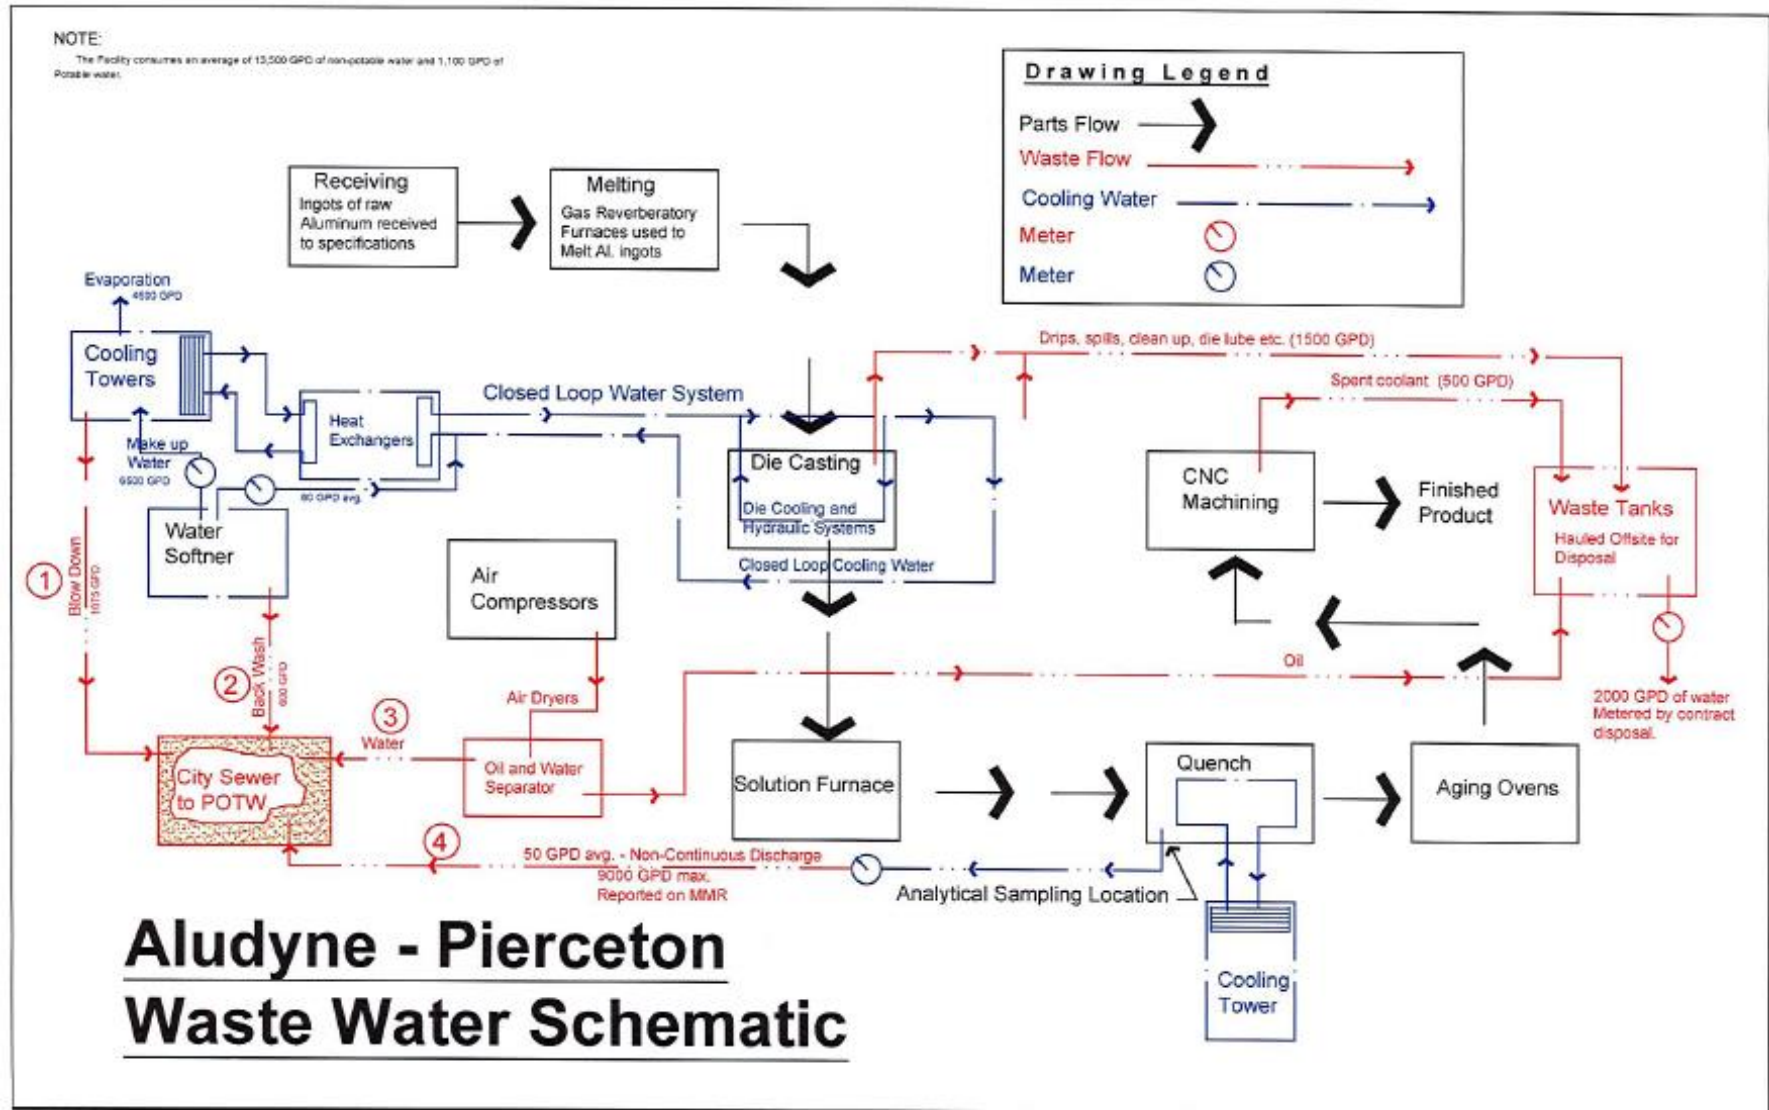 NOTE:
The Facility consumes an average of 13,500 GPD of non-potable water and 1,100 GPD of
Potable water.
Drawing Legend
Parts Flow
Waste Flow
Cooling Water
Meter
Meter
Receiving
Ingots of raw
Aluminum received
to specifications
Melting
Gas Reverberatory
Furnaces used to
Melt Al. ingots
Evaporation
4600 GPD
Cooling
Towers
Heat
Exchangers
Closed Loop Water System
Make up
Water
6500 GPD
80 GPD avg.
Water
Softner
Die Casting
Die Cooling and
Hydraulic Systems
Closed Loop Cooling Water
Drips, spills, clean up, die lube etc. (1500 GPD)
Spent coolant (500 GPD)
CNC
Machining
Finished
Product
Waste Tanks
Hauled Offsite for
Disposal
Air
Compressors
1
Blow Down
1075 GPD
2
Back Wash
600 GPD
3
Water
Air Dryers
Oil
2000 GPD of water
Metered by contract
disposal.
City Sewer
to POTW
Oil and Water
Separator
Solution Furnace
Quench
Aging Ovens
4
50 GPD avg. - Non-Continuous Discharge
9000 GPD max.
Reported on MMR
Analytical Sampling Location
Cooling
Tower
Aludyne - Pierceton
Waste Water Schematic